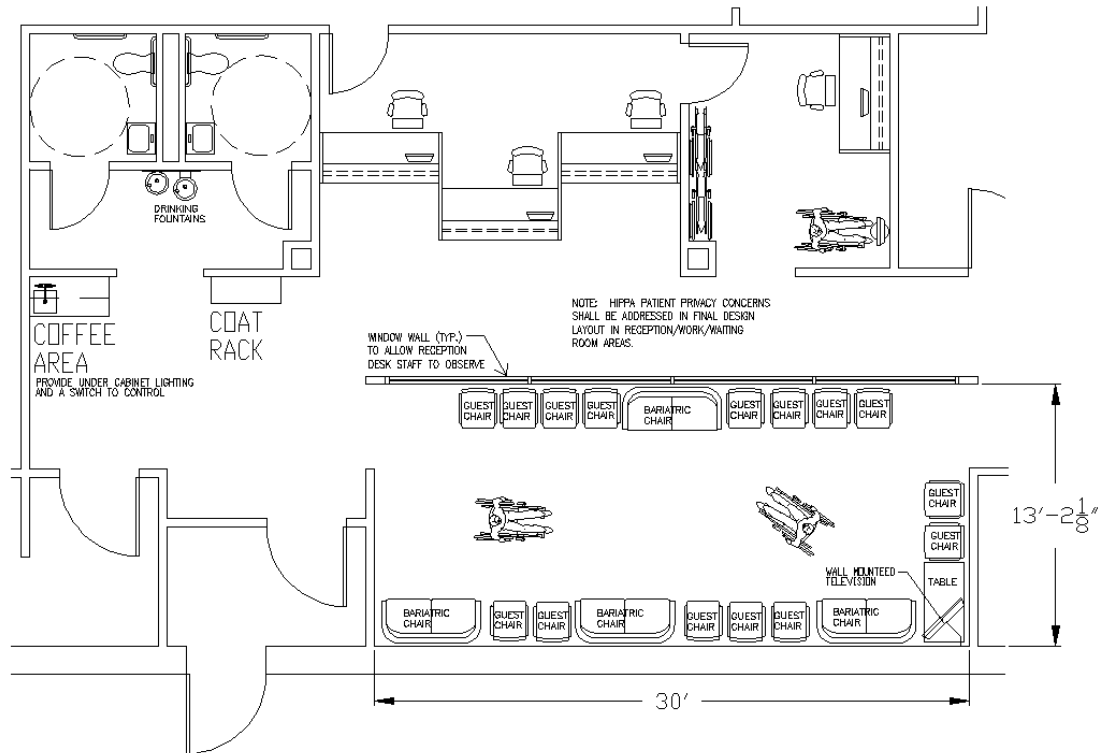 DRINKING
FOUNTAINS
COFFEE
AREA
PROVIDE UNDER CABINET LIGHTING
AND A SWITCH TO CONTROL
COAT
RACK
NOTE: HIPPA PATIENT PRIVACY CONCERNS
SHALL BE ADDRESSED IN FINAL DESIGN
LAYOUT IN RECEPTION/WORK/WAITING
ROOM AREAS.
WINDOW WALL (TYP.)
TO ALLOW RECEPTION
DESK STAFF TO OBSERVE
GUEST
CHAIR
GUEST
CHAIR
GUEST
CHAIR
GUEST
CHAIR
BARIATRIC
CHAIR
GUEST
CHAIR
GUEST
CHAIR
GUEST
CHAIR
GUEST
CHAIR
GUEST
CHAIR
GUEST
CHAIR
13'-2 1/8"
WALL MOUNTEED
TELEVISION
TABLE
BARIATRIC
CHAIR
GUEST
CHAIR
GUEST
CHAIR
BARIATRIC
CHAIR
GUEST
CHAIR
GUEST
CHAIR
GUEST
CHAIR
BARIATRIC
CHAIR
30'